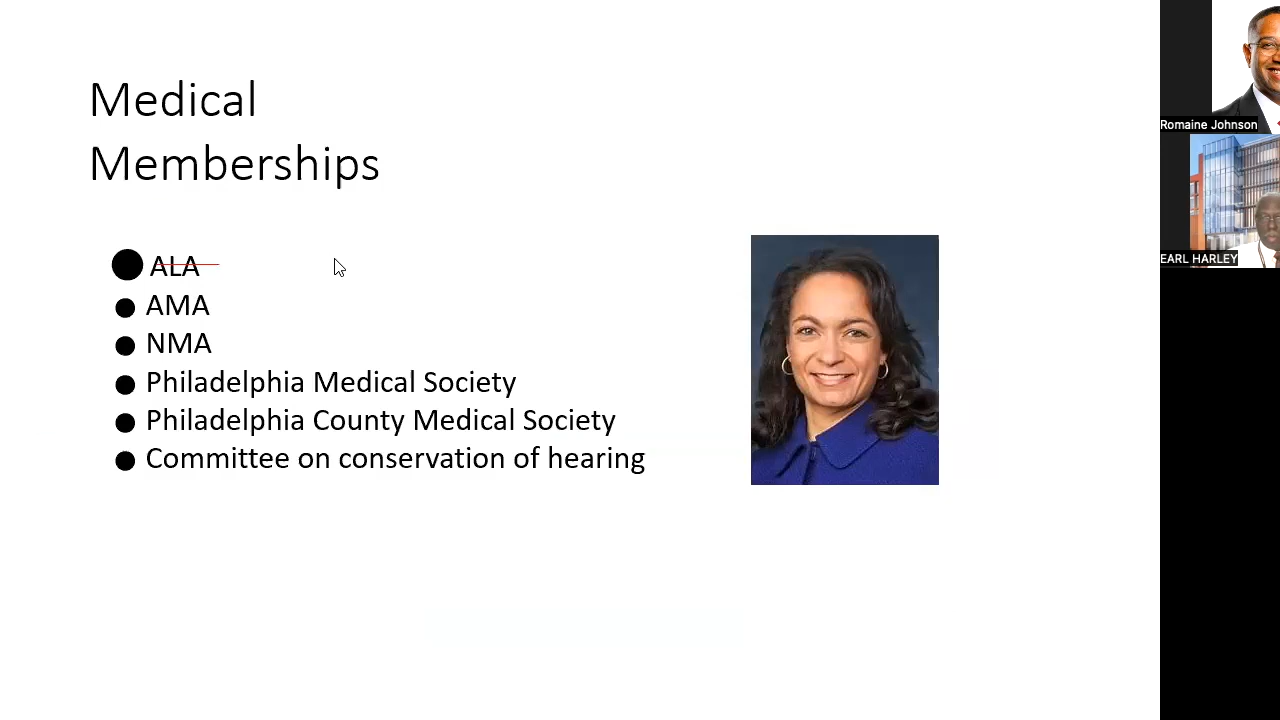 Medical
Memberships
ALA
AMA
NMA
Philadelphia Medical Society
Philadelphia County Medical Society
Committee on conservation of hearing
Romaine Johnson
EARL HARLEY